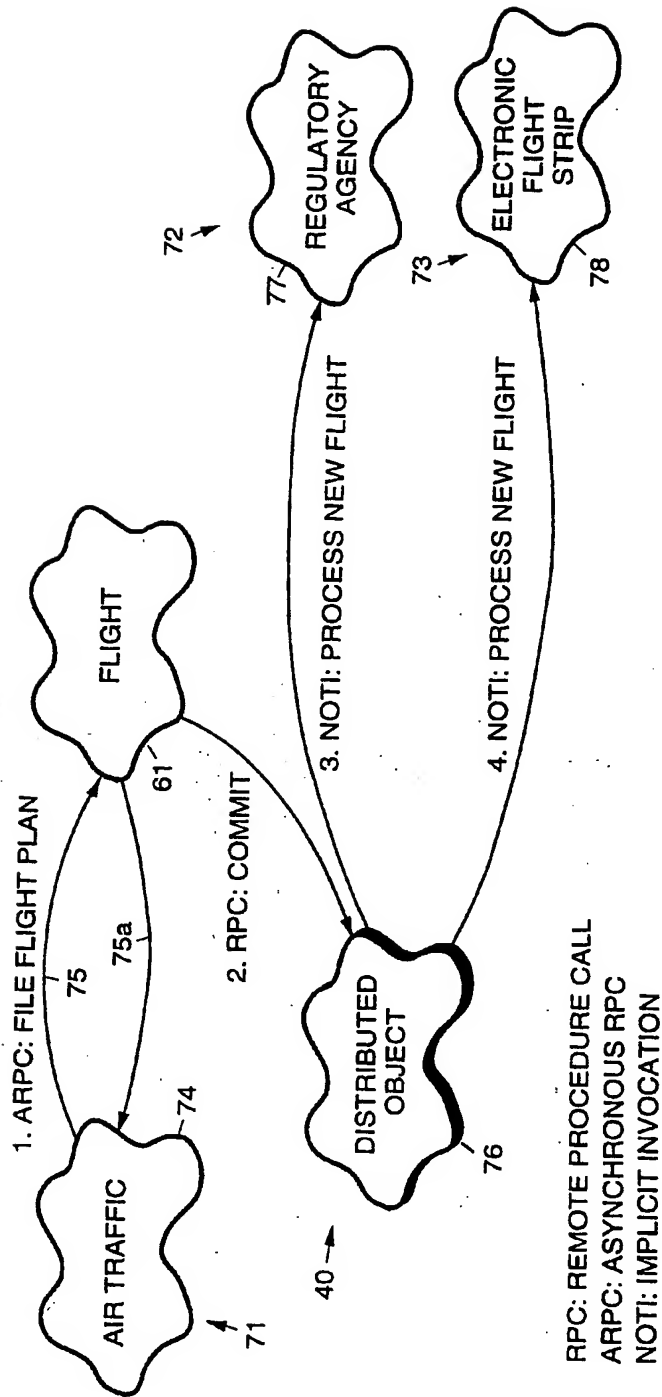 1. ARPC: FILE FLIGHT PLAN
75
75a
AIR TRAFFIC
74
71
FLIGHT
61
2. RPC: COMMIT
DISTRIBUTED
OBJECT
76
40
3. NOTI: PROCESS NEW FLIGHT
4. NOTI: PROCESS NEW FLIGHT
72
77
REGULATORY
AGENCY
73
ELECTRONIC
FLIGHT
STRIP
78
RPC: REMOTE PROCEDURE CALL
ARPC: ASYNCHRONOUS RPC
NOTI: IMPLICIT INVOCATION